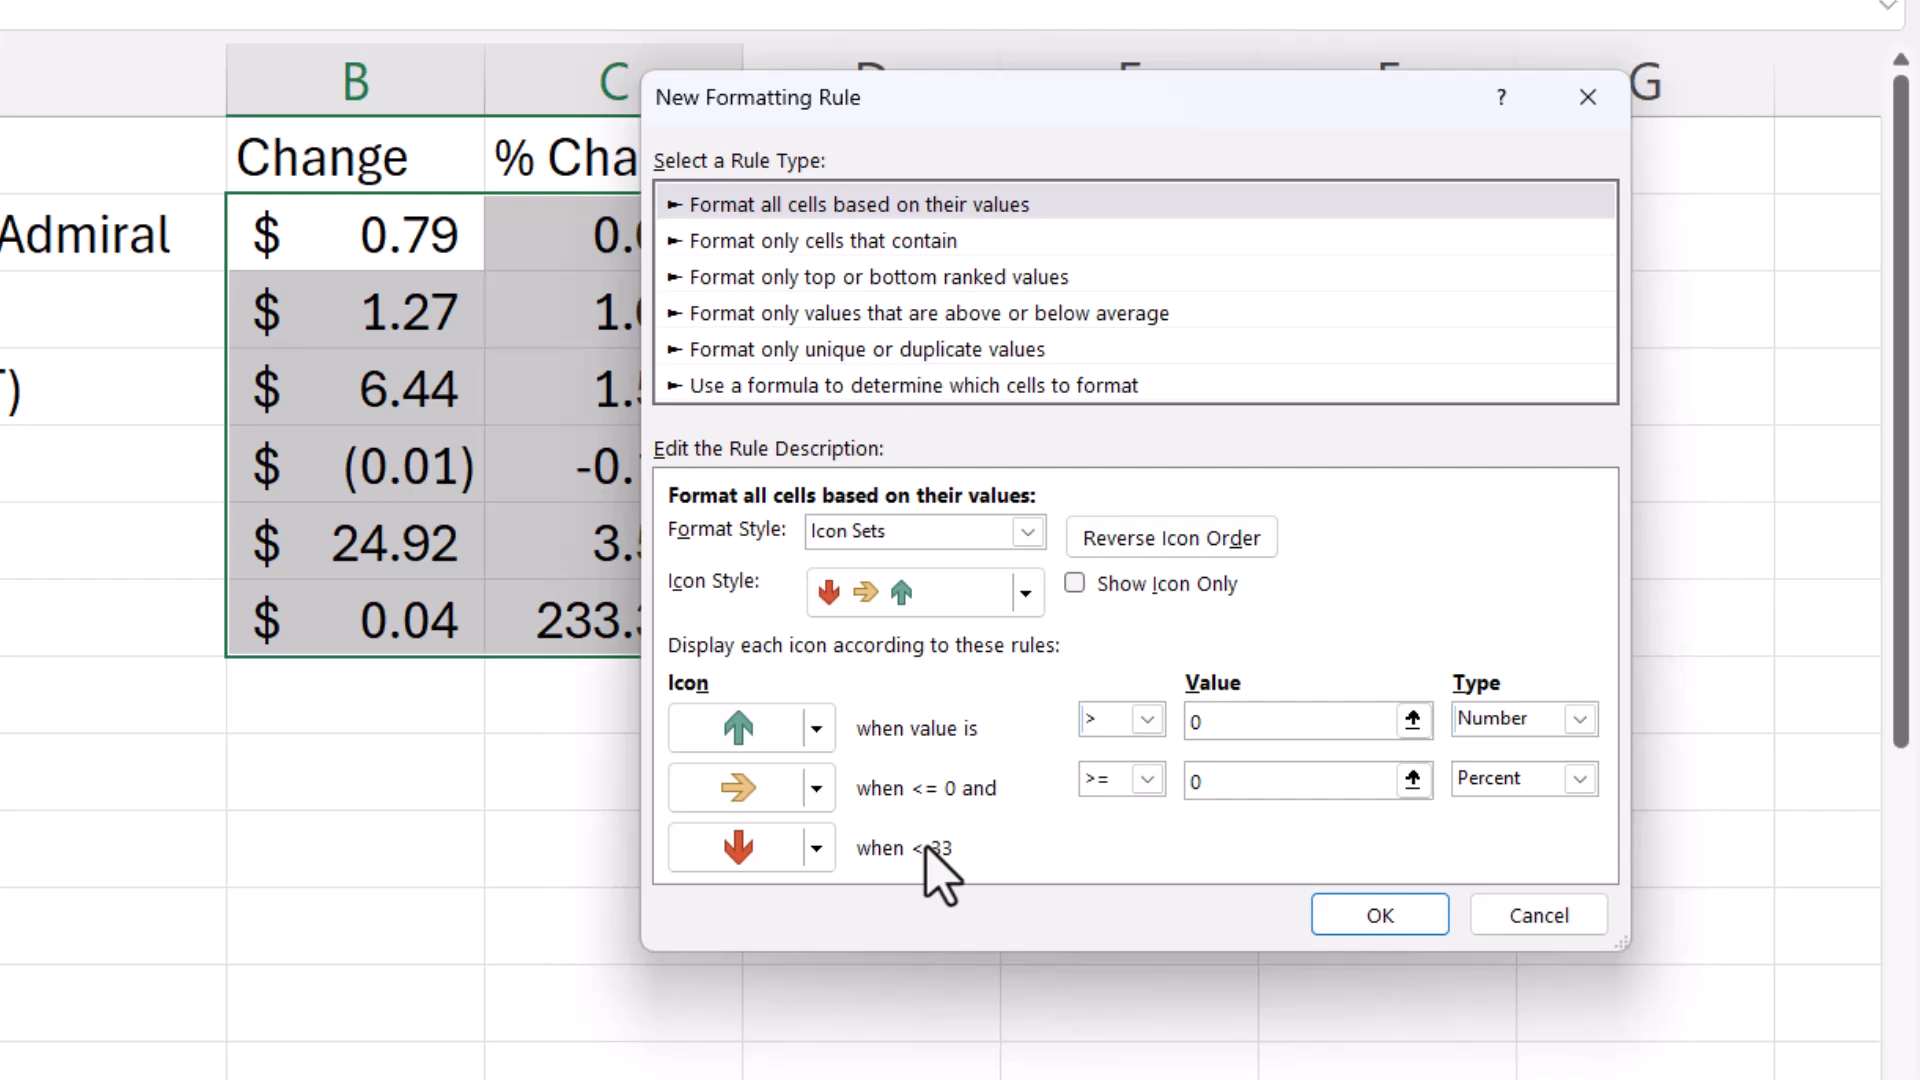 B C G
Change % Cha
Admiral $ 0.79 0.
$ 1.27 1.
T) $ 6.44 1.
$ (0.01) -0.
$ 24.92 3.
$ 0.04 233.
New Formatting Rule ?
Select a Rule Type:
► Format all cells based on their values
► Format only cells that contain
► Format only top or bottom ranked values
► Format only values that are above or below average
► Format only unique or duplicate values
► Use a formula to determine which cells to format
Edit the Rule Description:
Format all cells based on their values:
Format Style: Icon Sets Reverse Icon Order
Icon Style: Show Icon Only
Display each icon according to these rules:
Icon Value Type
when value is > 0 Number
when <= 0 and >= 0 Percent
when < 33
OK Cancel